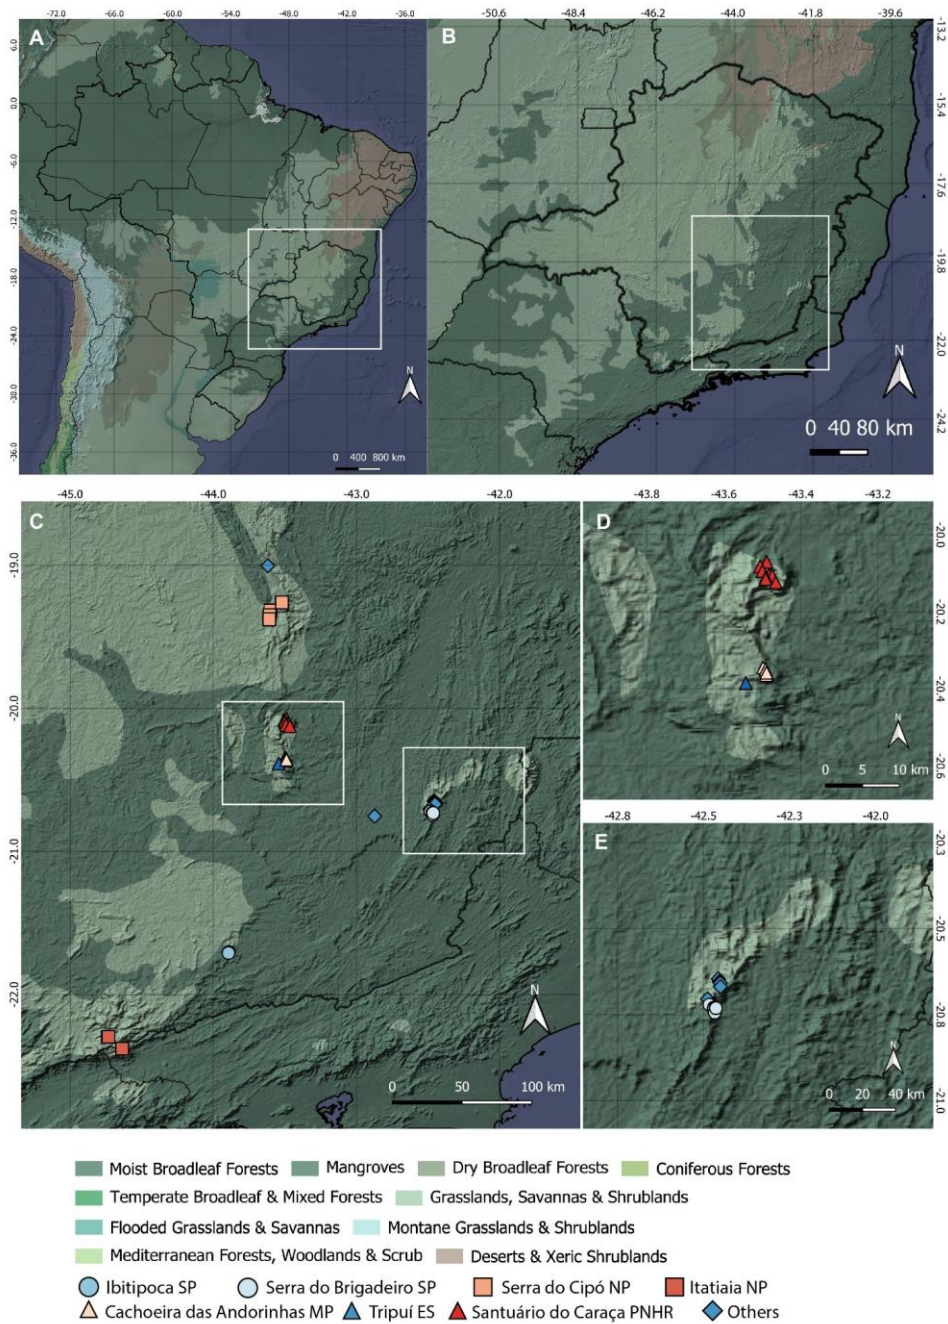 -72.0 -66.0 -60.0 -54.0 -48.0 -42.0 -36.0
A
6.0
0.0
-6.0
-12.0
-18.0
-24.0
-30.0
-36.0
N
0 400 800 km
-50.6 -48.4 -46.2 -44.0 -41.8 -39.6
B
-13.2
-15.4
-17.6
-19.8
-22.0
-24.2
N
0 40 80 km
-45.0 -44.0 -43.0 -42.0
C
-19.0
-20.0
-21.0
-22.0
N
0 50 100 km
-43.8 -43.6 -43.4 -43.2
D
-20.0
-20.2
-20.4
-20.6
N
0 5 10 km
-42.8 -42.5 -42.3 -42.0
E
-20.3
-20.5
-20.8
-21.0
N
0 20 40 km
Moist Broadleaf Forests Mangroves Dry Broadleaf Forests Coniferous Forests
Temperate Broadleaf & Mixed Forests Grasslands, Savannas & Shrublands
Flooded Grasslands & Savannas Montane Grasslands & Shrublands
Mediterranean Forests, Woodlands & Scrub Deserts & Xeric Shrublands
Ibitipoca SP Serra do Brigadeiro SP Serra do Cipó NP Itatiaia NP
Cachoeira das Andorinhas MP Tripuí ES Santuário do Caraça PNHR Others